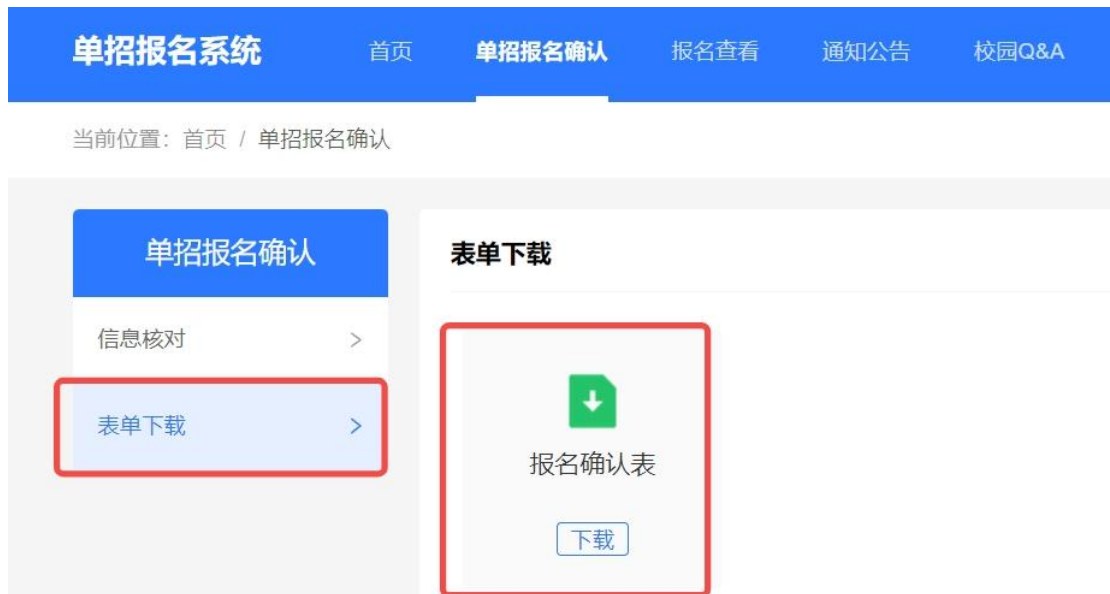 单招报名系统 首页 单招报名确认 报名查看 通知公告 校园Q&A
当前位置：首页 / 单招报名确认
单招报名确认
信息核对 >
表单下载 >
表单下载
报名确认表
下载